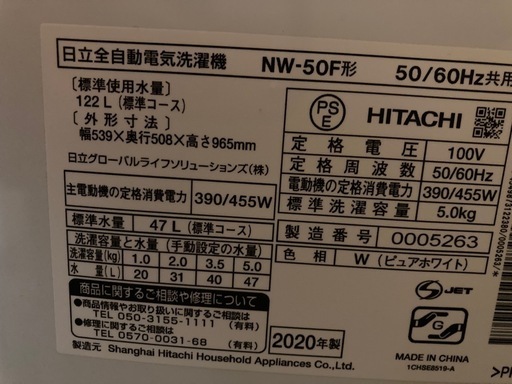 日立全自動電気洗濯機 NW-50F形 50/60Hz共用
〔標準使用水量〕
122 L（標準コース）
〔外形寸法〕
幅539×奥行508×高さ965mm
日立グローバルライフソリューションズ（株）
PS
E
HITACHI
定格電圧 100V
定格周波数 50/60Hz
電動機の定格消費電力 390/455W
標準洗濯容量 5.0kg
主電動機の定格消費電力 390/455W
標準水量 47 L（標準コース）
洗濯容量と水量（手動設定の水量）
洗濯容量(kg) 1.0 2.0 3.5 5.0
水量(L) 20 31 40 47
製造番号 0005263
色相 W（ピュアホワイト）
商品に関するご相談や修理について
商品情報やお取り扱いに関するご相談
TEL 050-3155-1111（有料）
修理に関するご相談
TEL 0570-0031-68（有料）
2020年製
S JET
G
製造元 Shanghai Hitachi Household Appliances Co.,Ltd.
1CHSE8519-A